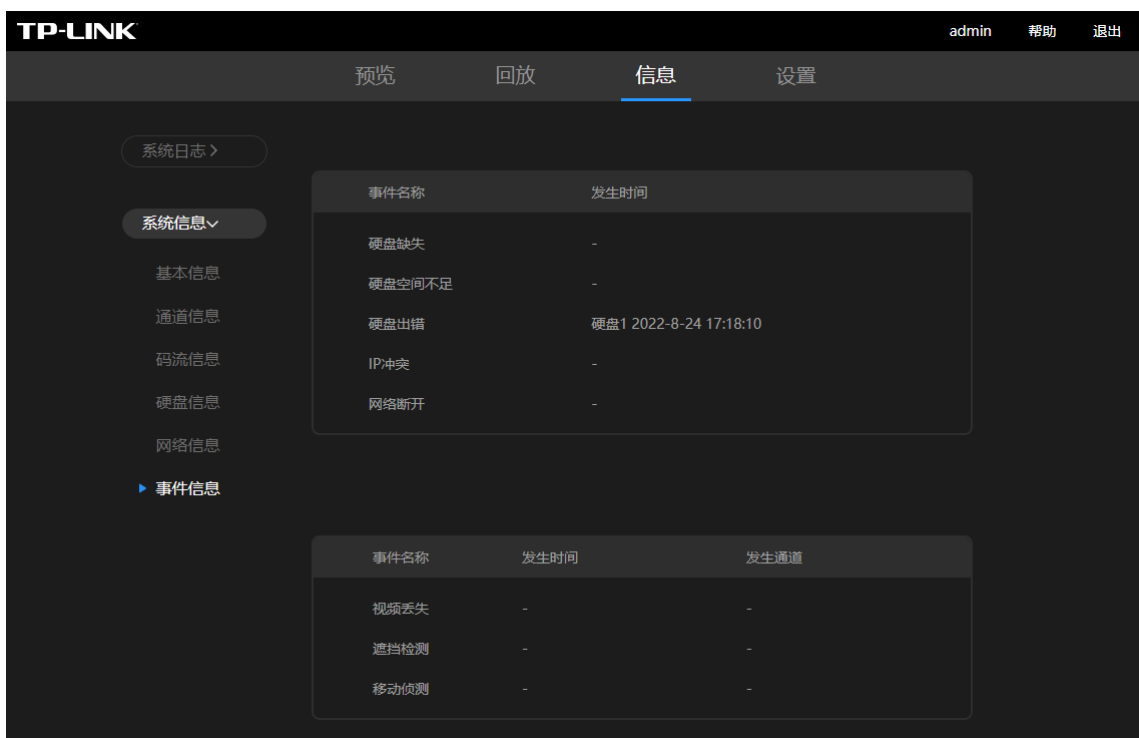 TP-LINK
admin 帮助 退出
预览 回放 信息 设置
系统日志
系统信息
基本信息
通道信息
码流信息
硬盘信息
网络信息
事件信息
事件名称 发生时间
硬盘缺失 -
硬盘空间不足 -
硬盘出错 硬盘1 2022-8-24 17:18:10
IP冲突 -
网络断开 -
事件名称 发生时间 发生通道
视频丢失 - -
遮挡检测 - -
移动侦测 - -